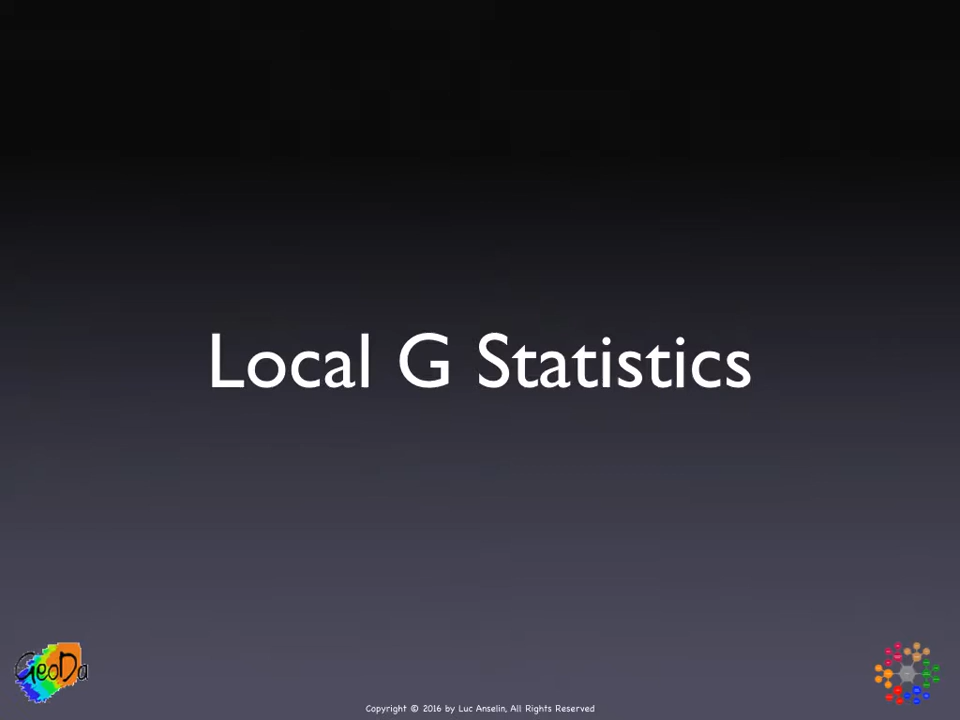 Local G Statistics
GeoDa
Copyright © 2016 by Luc Anselin, All Rights Reserved